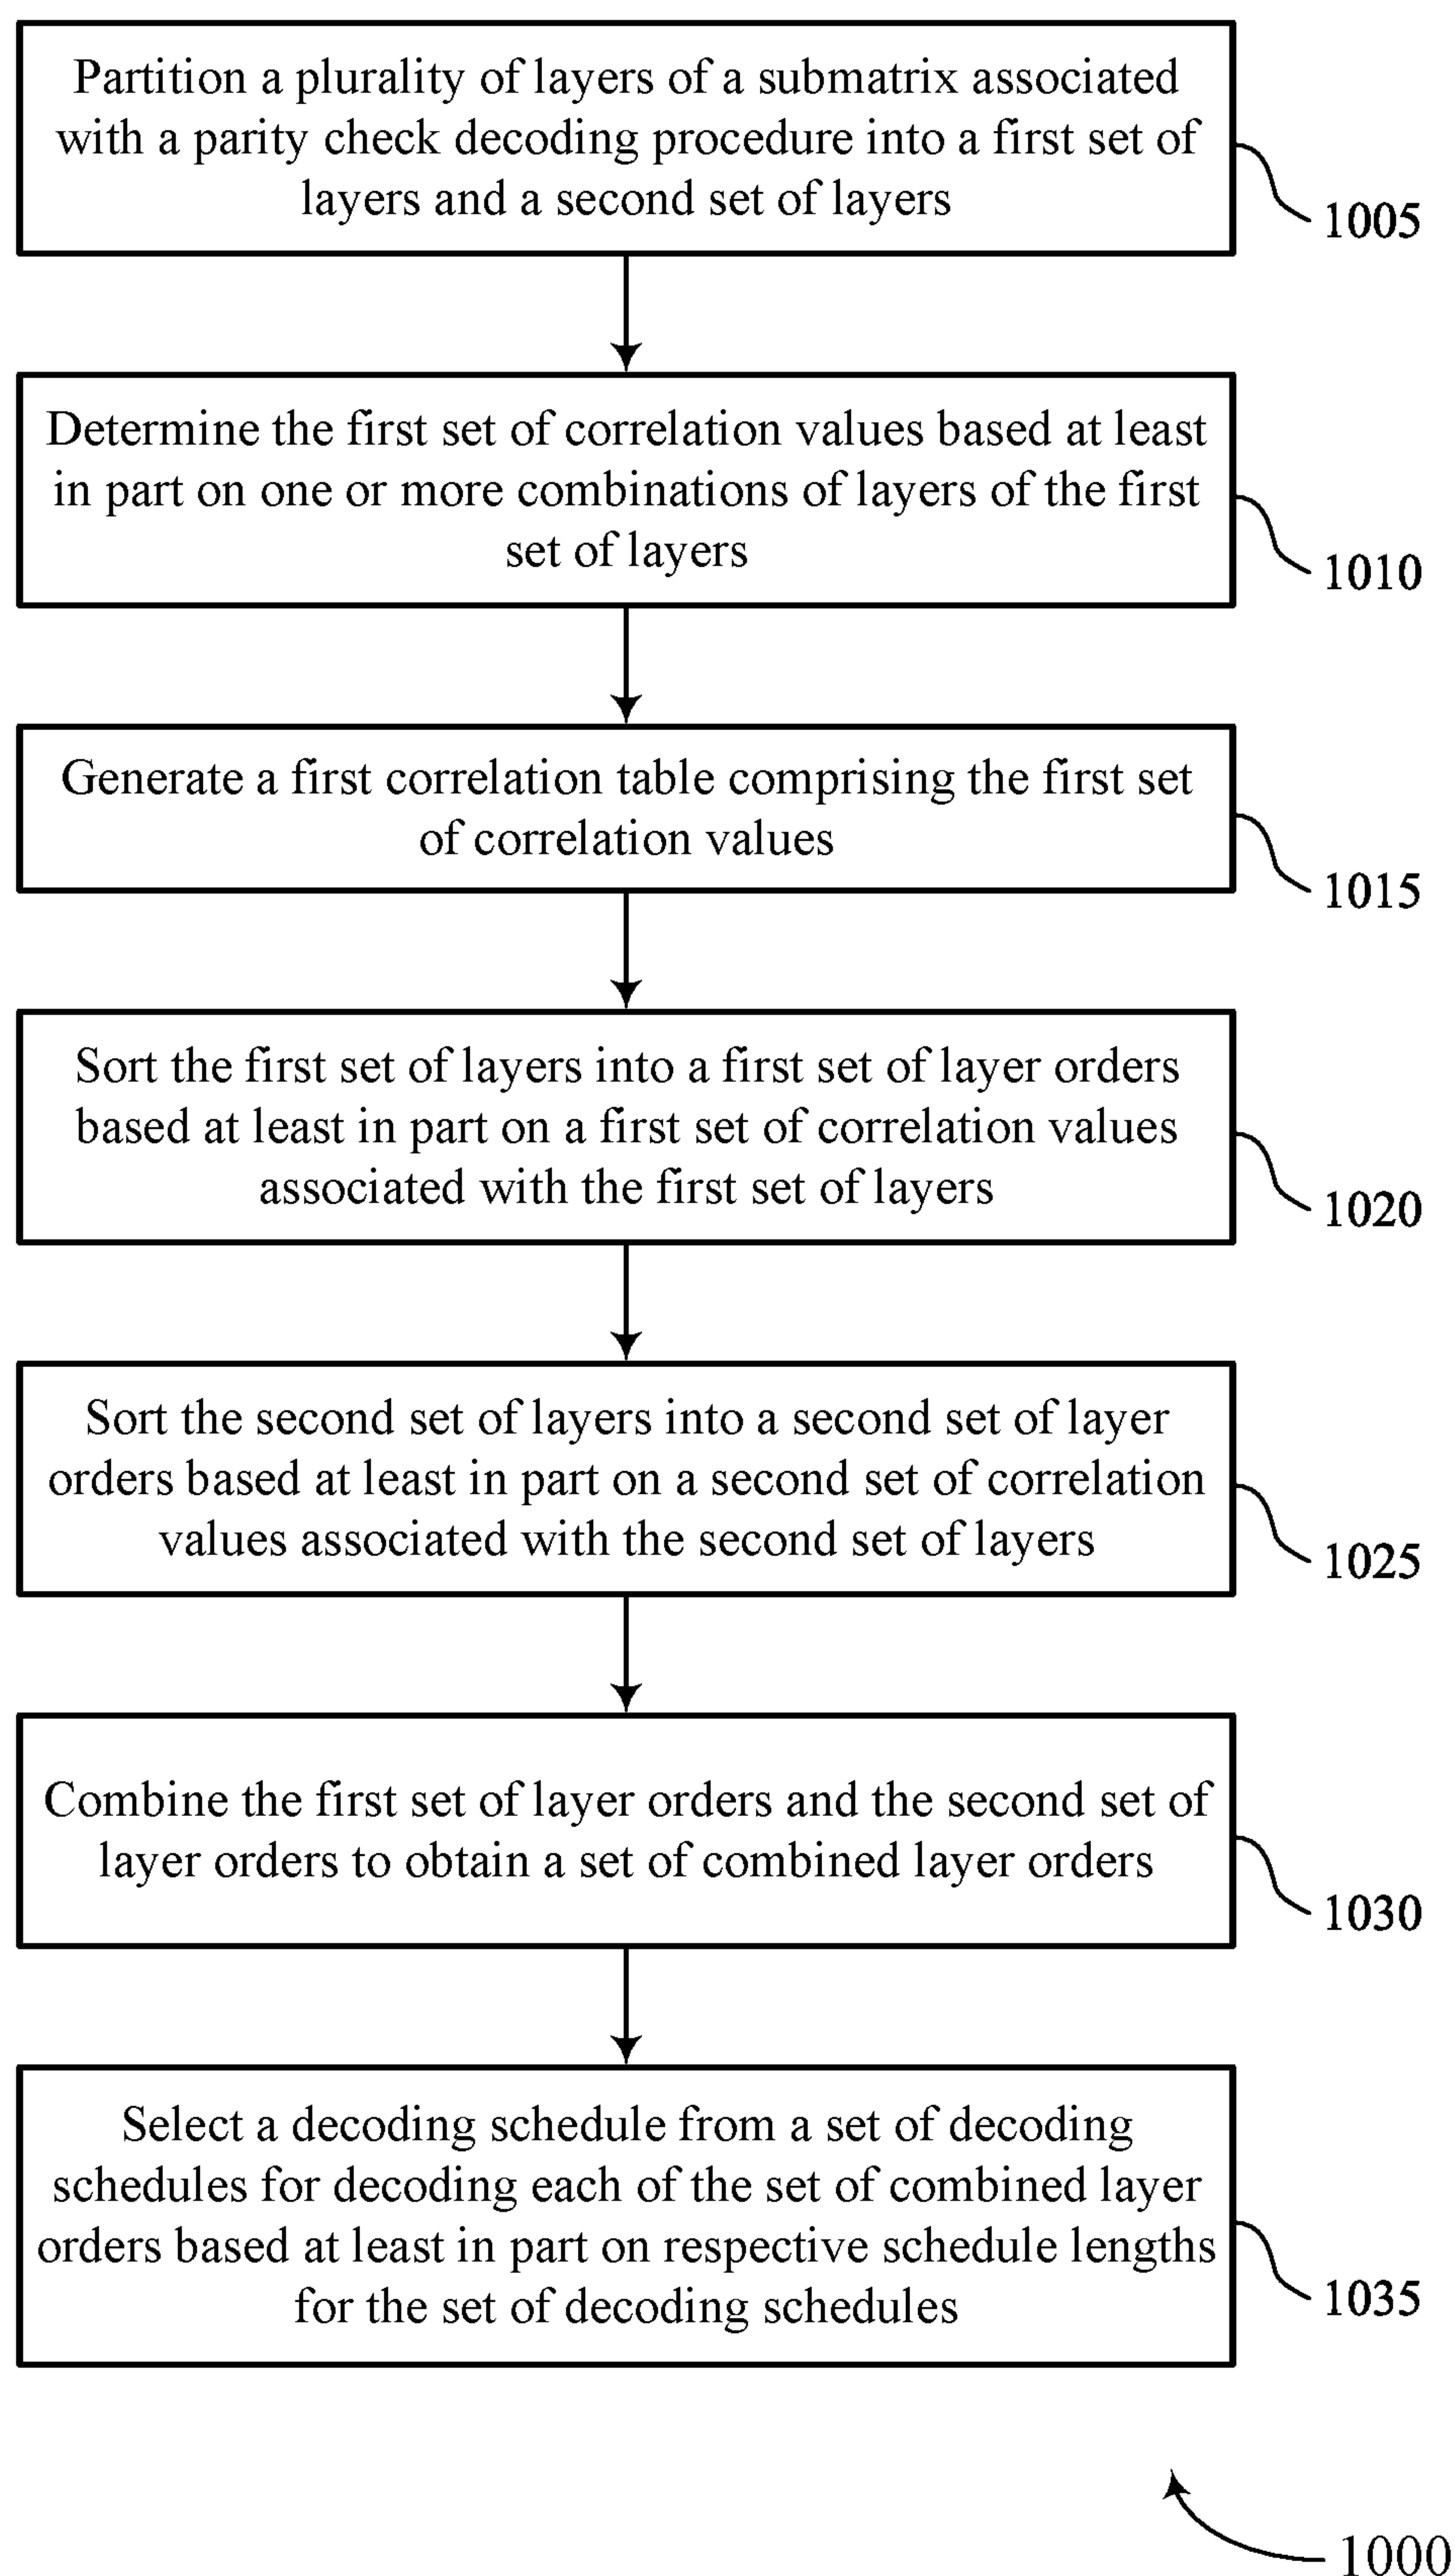 Partition a plurality of layers of a submatrix associated
with a parity check decoding procedure into a first set of
layers and a second set of layers
1005
Determine the first set of correlation values based at least
in part on one or more combinations of layers of the first
set of layers
1010
Generate a first correlation table comprising the first set
of correlation values
1015
Sort the first set of layers into a first set of layer orders
based at least in part on a first set of correlation values
associated with the first set of layers
1020
Sort the second set of layers into a second set of layer
orders based at least in part on a second set of correlation
values associated with the second set of layers
1025
Combine the first set of layer orders and the second set of
layer orders to obtain a set of combined layer orders
1030
Select a decoding schedule from a set of decoding
schedules for decoding each of the set of combined layer
orders based at least in part on respective schedule lengths
for the set of decoding schedules
1035
1000